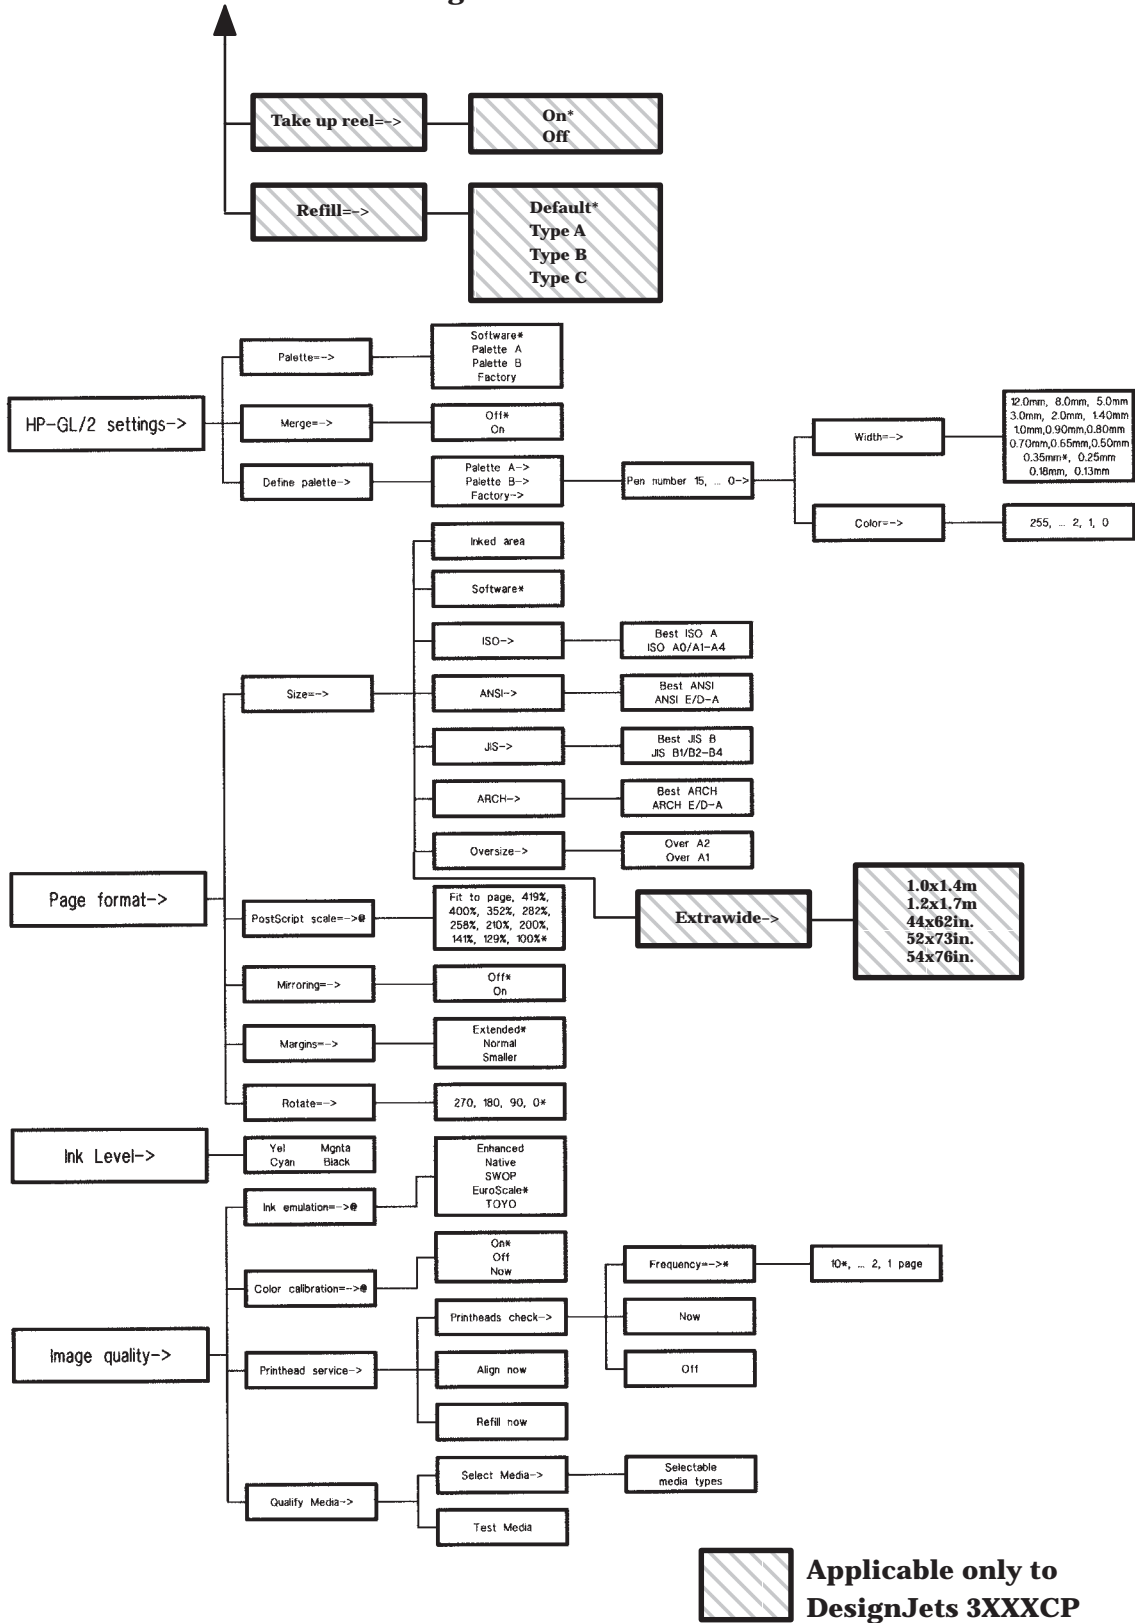 Take up reel=->
On*
Off
Refill=->
Default*
Type A
Type B
Type C
HP-GL/2 settings->
Palette=->
Software*
Palette A
Palette B
Factory
Merge=->
Off*
On
Define palette->
Palette A->
Palette B->
Factory->
Pen number 15, ... 0->
Width=->
12.0mm, 8.0mm, 5.0mm
3.0mm, 2.0mm, 1.40mm
1.0mm,0.90mm,0.80mm
0.70mm,0.65mm,0.50mm
0.35mm*, 0.25mm
0.18mm, 0.13mm
Color=->
255, ... 2, 1, 0
Page format->
Size=->
Inked area
Software*
ISO->
Best ISO A
ISO A0/A1-A4
ANSI->
Best ANSI
ANSI E/D-A
JIS->
Best JIS B
JIS B1/B2-B4
ARCH->
Best ARCH
ARCH E/D-A
Oversize->
Over A2
Over A1
Extrawide->
1.0x1.4m
1.2x1.7m
44x62in.
52x73in.
54x76in.
PostScript scale=->@
Fit to page, 419%,
400%, 352%, 282%,
258%, 210%, 200%,
141%, 129%, 100%*
Mirroring=->
Off*
On
Margins=->
Extended*
Normal
Smaller
Rotate=->
270, 180, 90, 0*
Ink Level->
Yel Mgnta
Cyan Black
Image quality->
Ink emulation=->@
Enhanced
Native
SWOP
EuroScale*
TOYO
Color calibration=->@
On*
Off
Now
Printhead service->
Printheads check->
Frequency=->*
10*, ... 2, 1 page
Now
Off
Align now
Refill now
Qualify Media->
Select Media->
Selectable
media types
Test Media
Applicable only to
DesignJets 3XXXCP